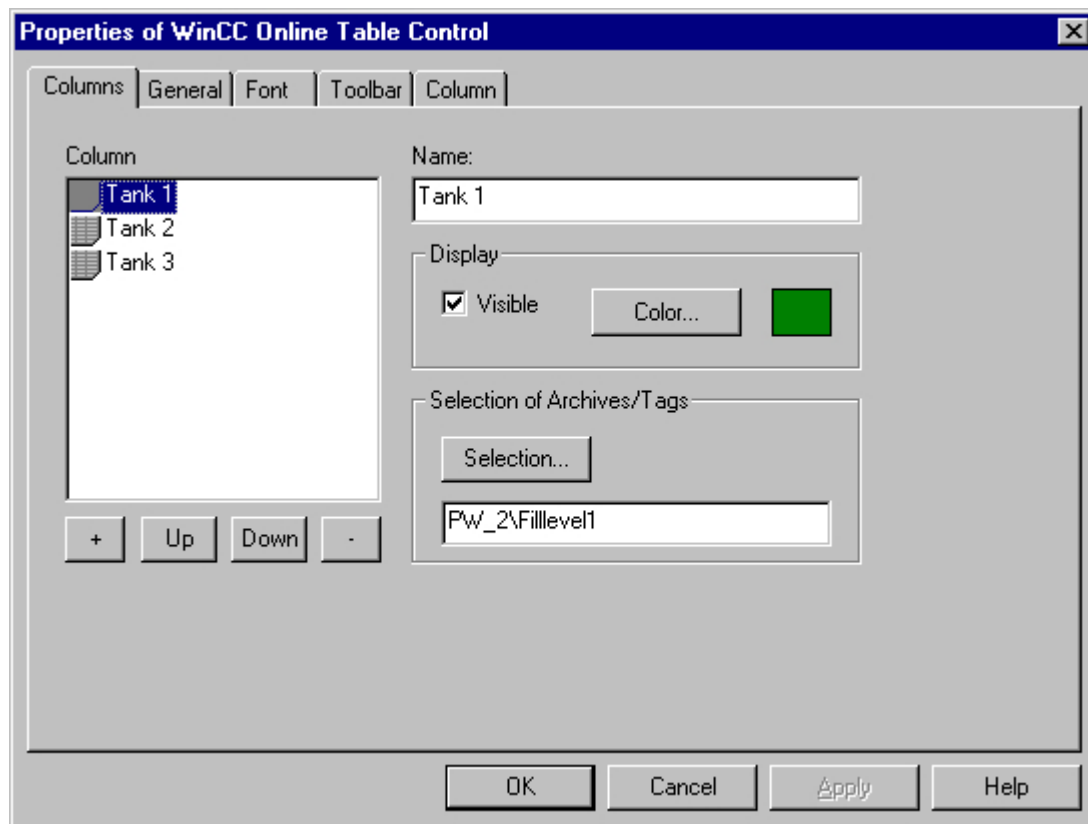 Properties of WinCC Online Table Control
Columns General Font Toolbar Column
Column
Tank 1
Tank 2
Tank 3
+ Up Down -
Name:
Tank 1
Display
Visible Color...
Selection of Archives/Tags
Selection...
PW_2\Filllevel1
OK Cancel Apply Help